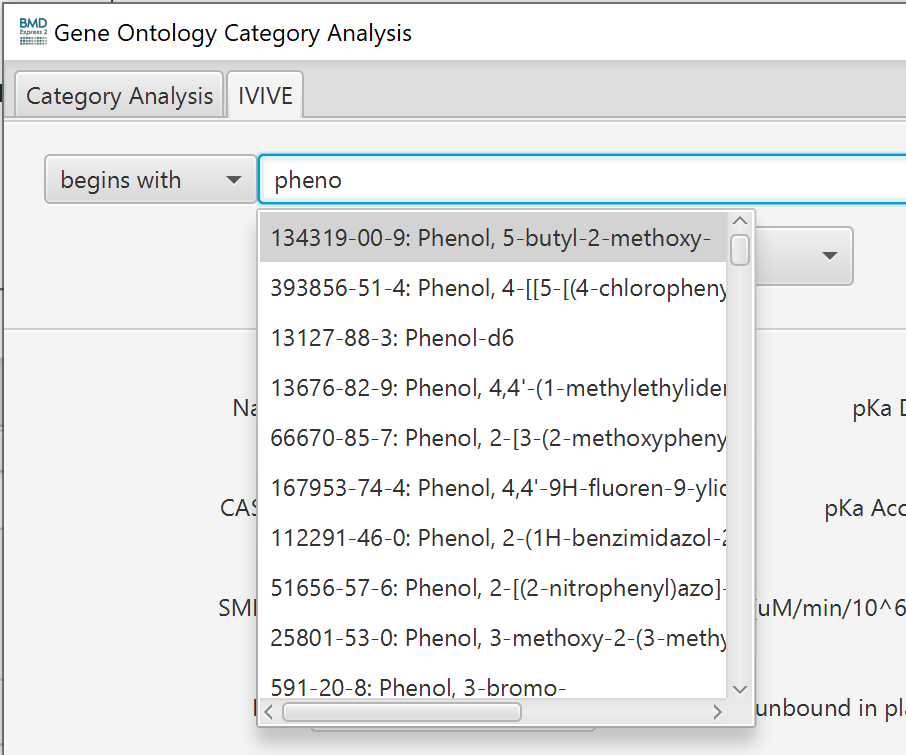 BMD
Express 2
Gene Ontology Category Analysis
Category Analysis
IVIVE
begins with
pheno
134319-00-9: Phenol, 5-butyl-2-methoxy-
393856-51-4: Phenol, 4-[[5-[(4-chloropheny
13127-88-3: Phenol-d6
13676-82-9: Phenol, 4,4'-(1-methylethyliden
66670-85-7: Phenol, 2-[3-(2-methoxypheny
167953-74-4: Phenol, 4,4'-9H-fluoren-9-ylid
112291-46-0: Phenol, 2-(1H-benzimidazol-2
51656-57-6: Phenol, 2-[(2-nitrophenyl)azo]-
25801-53-0: Phenol, 3-methoxy-2-(3-methy
591-20-8: Phenol, 3-bromo-
Na
pKa D
CAS
pKa Acc
SMI
(uM/min/10^6
unbound in pla